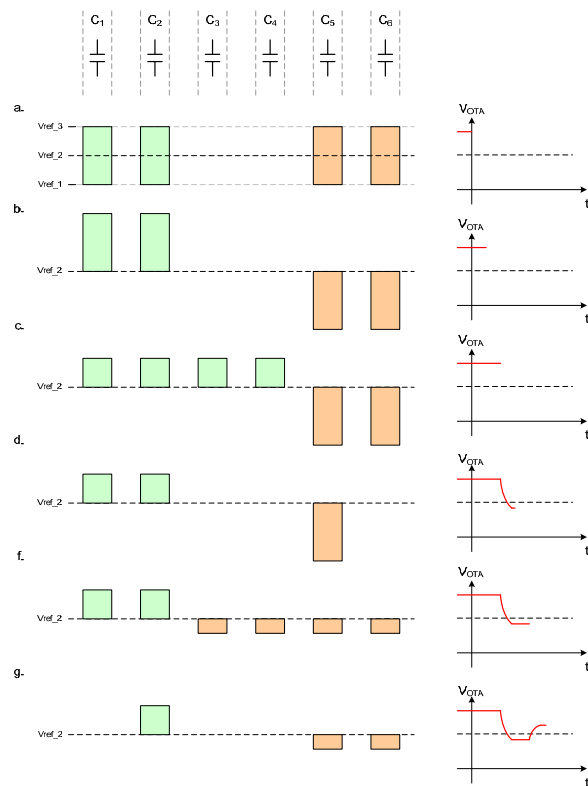 C1 C2 C3 C4 C5 C6
a.
VOTA
Vref_3
Vref_2
Vref_1
t
b.
VOTA
Vref_2
t
c.
VOTA
Vref_2
t
d.
VOTA
Vref_2
t
f.
VOTA
Vref_2
t
g.
VOTA
Vref_2
t